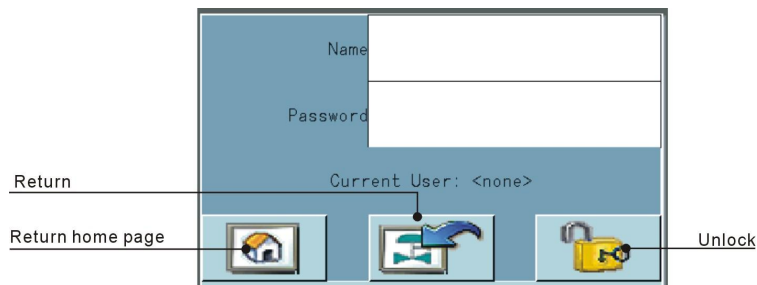 Name
Password
Current User: <none>
Return
Return home page
Unlock